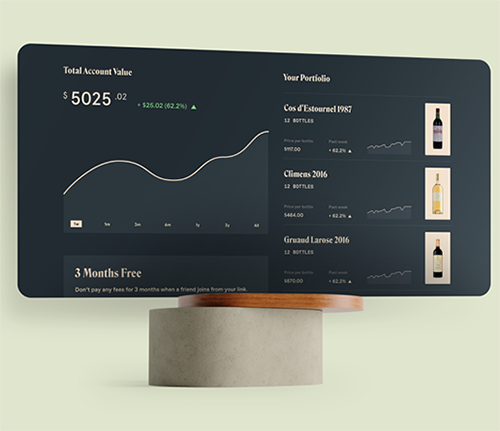 Total Account Value
$ 5025 .02
+ $26.02 (62.2%) ▲
1w 1m 3m 6m 1y 3y All
3 Months Free
Don't pay any fees for 3 months when a friend joins from your link.
Your Portfolio
Cos d'Estournel 1987
12 BOTTLES
Price per bottle Past week
$117.00 + 62.2% ▲
Climens 2016
12 BOTTLES
Price per bottle Past week
$464.00 + 62.2% ▲
Gruaud Larose 2016
12 BOTTLES
Price per bottle Past week
$870.00 + 62.2% ▲